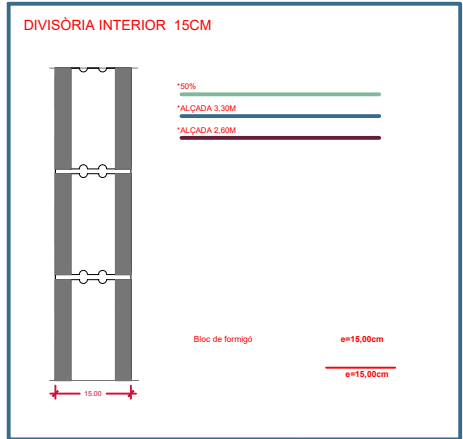 DIVISÒRIA INTERIOR 15CM
*50%
*ALÇADA 3,30M
*ALÇADA 2,60M
Bloc de formigó e=15,00cm
e=15,00cm
15.00